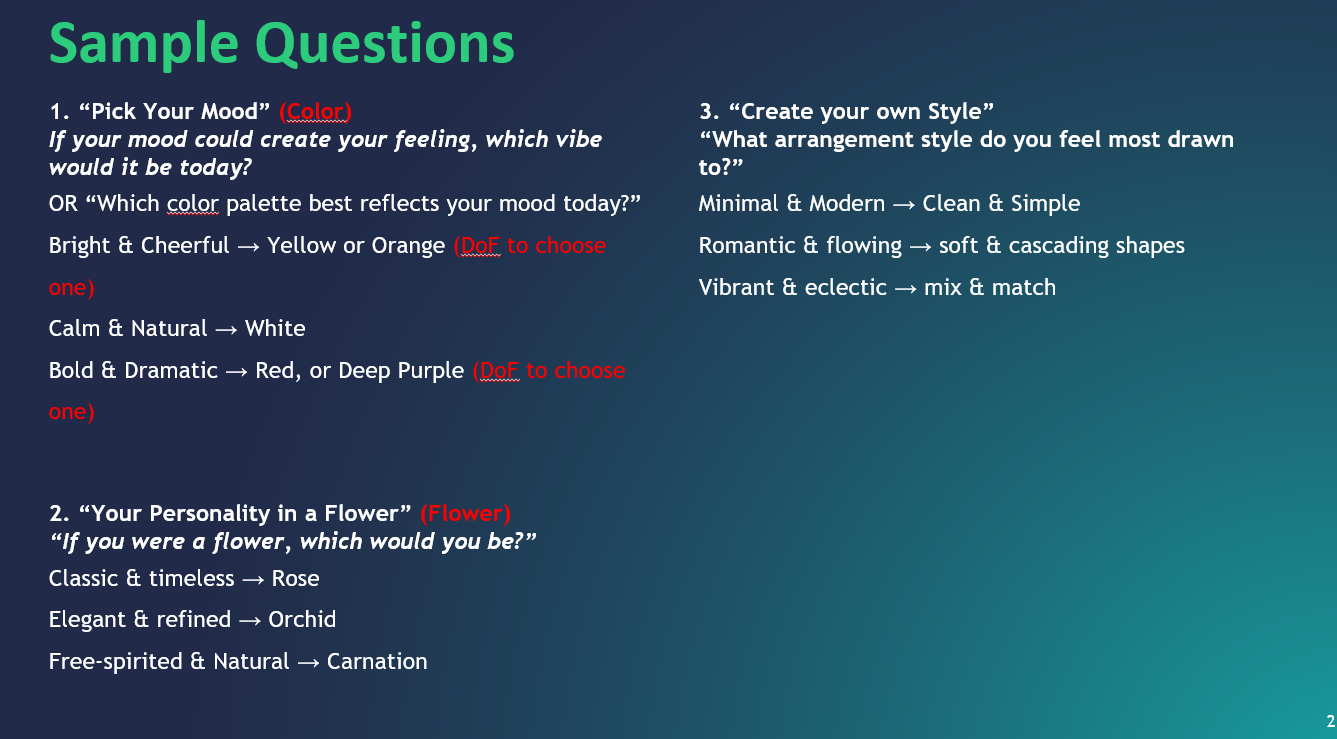 Sample Questions
1. “Pick Your Mood” (Color)
If your mood could create your feeling, which vibe
would it be today?
OR “Which color palette best reflects your mood today?”
Bright & Cheerful → Yellow or Orange (DoF to choose
one)
Calm & Natural → White
Bold & Dramatic → Red, or Deep Purple (DoF to choose
one)
2. “Your Personality in a Flower” (Flower)
“If you were a flower, which would you be?”
Classic & timeless → Rose
Elegant & refined → Orchid
Free-spirited & Natural → Carnation
3. “Create your own Style”
“What arrangement style do you feel most drawn
to?”
Minimal & Modern → Clean & Simple
Romantic & flowing → soft & cascading shapes
Vibrant & eclectic → mix & match
2